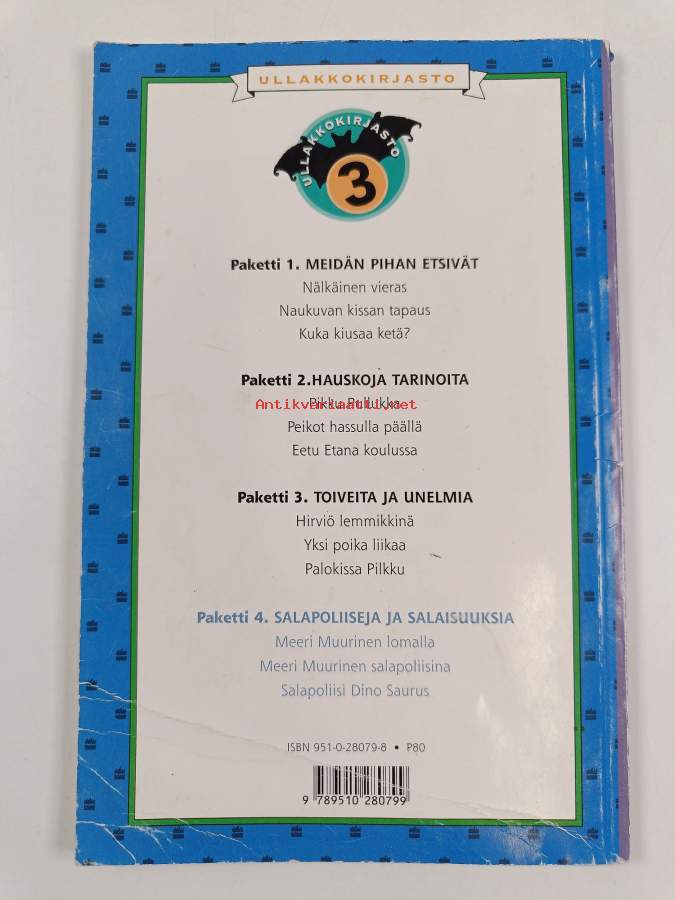 ULLAKKOKIRJASTO
ULLAKKOKIRJASTO
3
Paketti 1. MEIDÄN PIHAN ETSIVÄT
Nälkäinen vieras
Naukuvan kissan tapaus
Kuka kiusaa ketä?
Paketti 2.HAUSKOJA TARINOITA
Pikku
Antikvariaatti.net
Peikot hassulla päällä
Eetu Etana koulussa
Paketti 3. TOIVEITA JA UNELMIA
Hirviö lemmikkinä
Yksi poika liikaa
Palokissa Pilkku
Paketti 4. SALAPOLIISEJA JA SALAISUUKSIA
Meeri Muurinen lomalla
Meeri Muurinen salapoliisina
Salapoliisi Dino Saurus
ISBN 951-0-28079-8 • P80
9 789510 280799